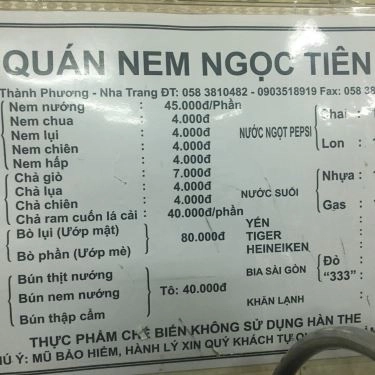 QUÁN NEM NGỌC TIÊN
Thành Phương - Nha Trang ĐT: 058 3810482 - 0903518919 Fax: 058 38
Nem nướng : 45.000đ/Phần
Nem chua : 4.000đ
Nem lụi : 4.000đ
Nem chiên : 4.000đ
Nem hấp : 4.000đ
Chả giò : 7.000đ
Chả lụa : 4.000đ
Chả chiên : 4.000đ
Chả ram cuốn lá cải : 40.000đ/phần
Bò lụi (Ướp mật)
Bò phần (Ướp mè)
80.000đ
Bún thịt nướng
Bún nem nướng
Bún thập cẩm
Tô: 40.000đ
NƯỚC NGỌT PEPSI
Chai :
Lon :
NƯỚC SUỐI
Nhựa :
Gas :
YẾN
TIGER
HEINEIKEN
BIA SÀI GÒN
Đỏ
“333” :
KHĂN LẠNH :
THỰC PHẨM CHẾ BIẾN KHÔNG SỬ DỤNG HÀN THE
Ú Ý: MŨ BẢO HIỂM, HÀNH LÝ XIN QUÝ KHÁCH TỰ